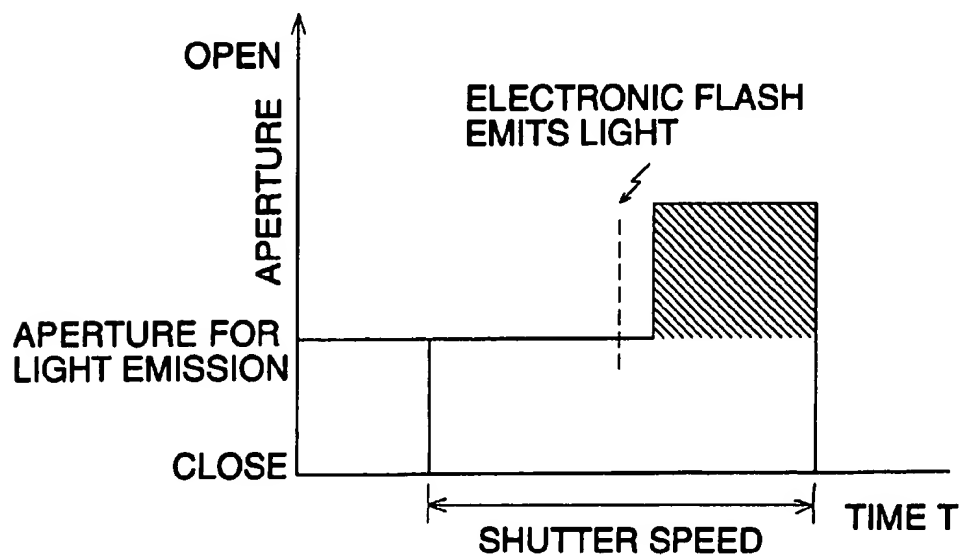 OPEN
APERTURE
ELECTRONIC FLASH
EMITS LIGHT
APERTURE FOR
LIGHT EMISSION
CLOSE
TIME T
SHUTTER SPEED